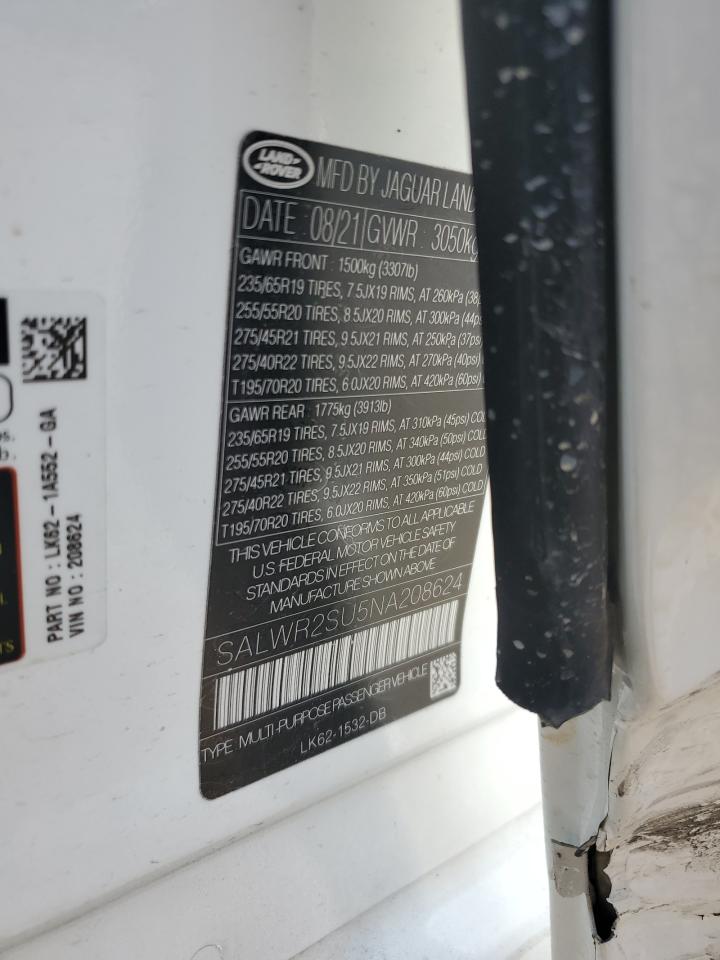 LAND ROVER
MFD BY JAGUAR LAND
DATE 08/21 GVWR : 3050kg
GAWR FRONT : 1500kg (3307lb)
235/65R19 TIRES, 7.5JX19 RIMS, AT 260kPa (38
255/55R20 TIRES, 8.5JX20 RIMS, AT 300kPa (44ps
275/45R21 TIRES, 9.5JX21 RIMS, AT 250kPa (37psi)
275/40R22 TIRES, 9.5JX22 RIMS, AT 270kPa (40psi)
T195/70R20 TIRES, 6.0JX20 RIMS, AT 420kPa (60psi)
GAWR REAR : 1775kg (3913lb)
235/65R19 TIRES, 7.5JX19 RIMS, AT 310kPa (45psi) COL
255/55R20 TIRES, 8.5JX20 RIMS, AT 340kPa (50psi) COL
275/45R21 TIRES, 9.5JX21 RIMS, AT 300kPa (44psi) COLD
275/40R22 TIRES, 9.5JX22 RIMS, AT 350kPa (51psi) COLD
T195/70R20 TIRES, 6.0JX20 RIMS, AT 420kPa (60psi) COLD
THIS VEHICLE CONFORMS TO ALL APPLICABLE
U.S. FEDERAL MOTOR VEHICLE SAFETY
STANDARDS IN EFFECT ON THE DATE OF
MANUFACTURE SHOWN ABOVE
SALWR2SU5NA208624
TYPE: MULTI-PURPOSE PASSENGER VEHICLE
LK62-1532-DB
PART NO : LK62-1A552-GA
VIN NO : 208624